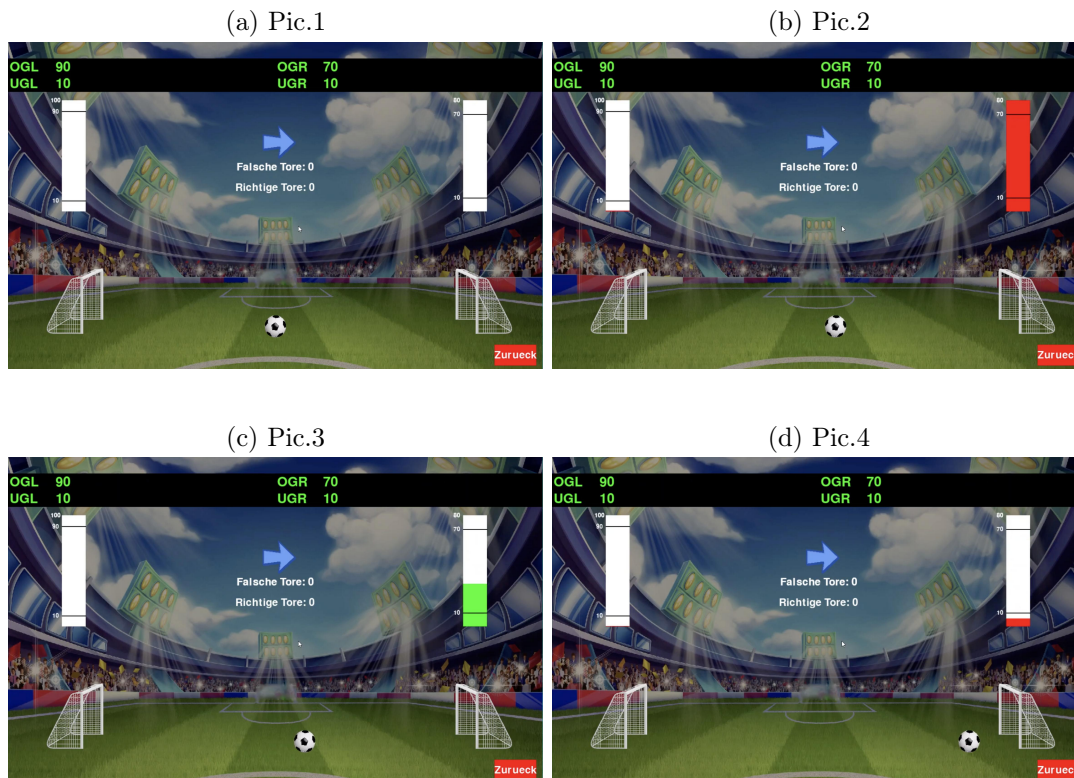 (a) Pic.1
OGL 90 OGR 70
UGL 10 UGR 10
100 80
90 70
Falsche Tore: 0
Richtige Tore: 0
10 10
Zurueck
(b) Pic.2
OGL 90 OGR 70
UGL 10 UGR 10
100 80
90 70
Falsche Tore: 0
Richtige Tore: 0
10 10
Zurueck
(c) Pic.3
OGL 90 OGR 70
UGL 10 UGR 10
100 80
90 70
Falsche Tore: 0
Richtige Tore: 0
10 10
Zurueck
(d) Pic.4
OGL 90 OGR 70
UGL 10 UGR 10
100 80
90 70
Falsche Tore: 0
Richtige Tore: 0
10 10
Zurueck